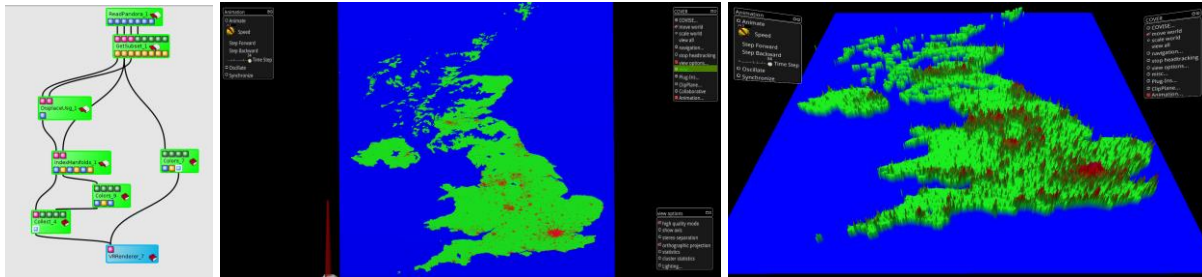 ReadPandora_1
GetSubset_1
DisplaceUsg_1
IndexManifolds_1
Colors_2
Colors_6
Collect_4
VRRenderer_7
Animation
Animate
Speed
Step Forward
Step Backward
Time Step
Oscillate
Synchronize
COVER
COVISE...
move world
scale world
view all
navigation...
stop headtracking
view options...
Plug-Ins...
ClipPlane...
Collaborative
Animation...
view options
high quality mode
show axis
stereo separation
orthographic projection
statistics
cluster statistics
Lighting...
Animation
Animate
Speed
Step Forward
Step Backward
Time Step
Oscillate
Synchronize
COVER
COVISE...
move world
scale world
view all
navigation...
stop headtracking
view options...
misc...
Plug-Ins...
ClipPlane...
Collaborative
Animation...